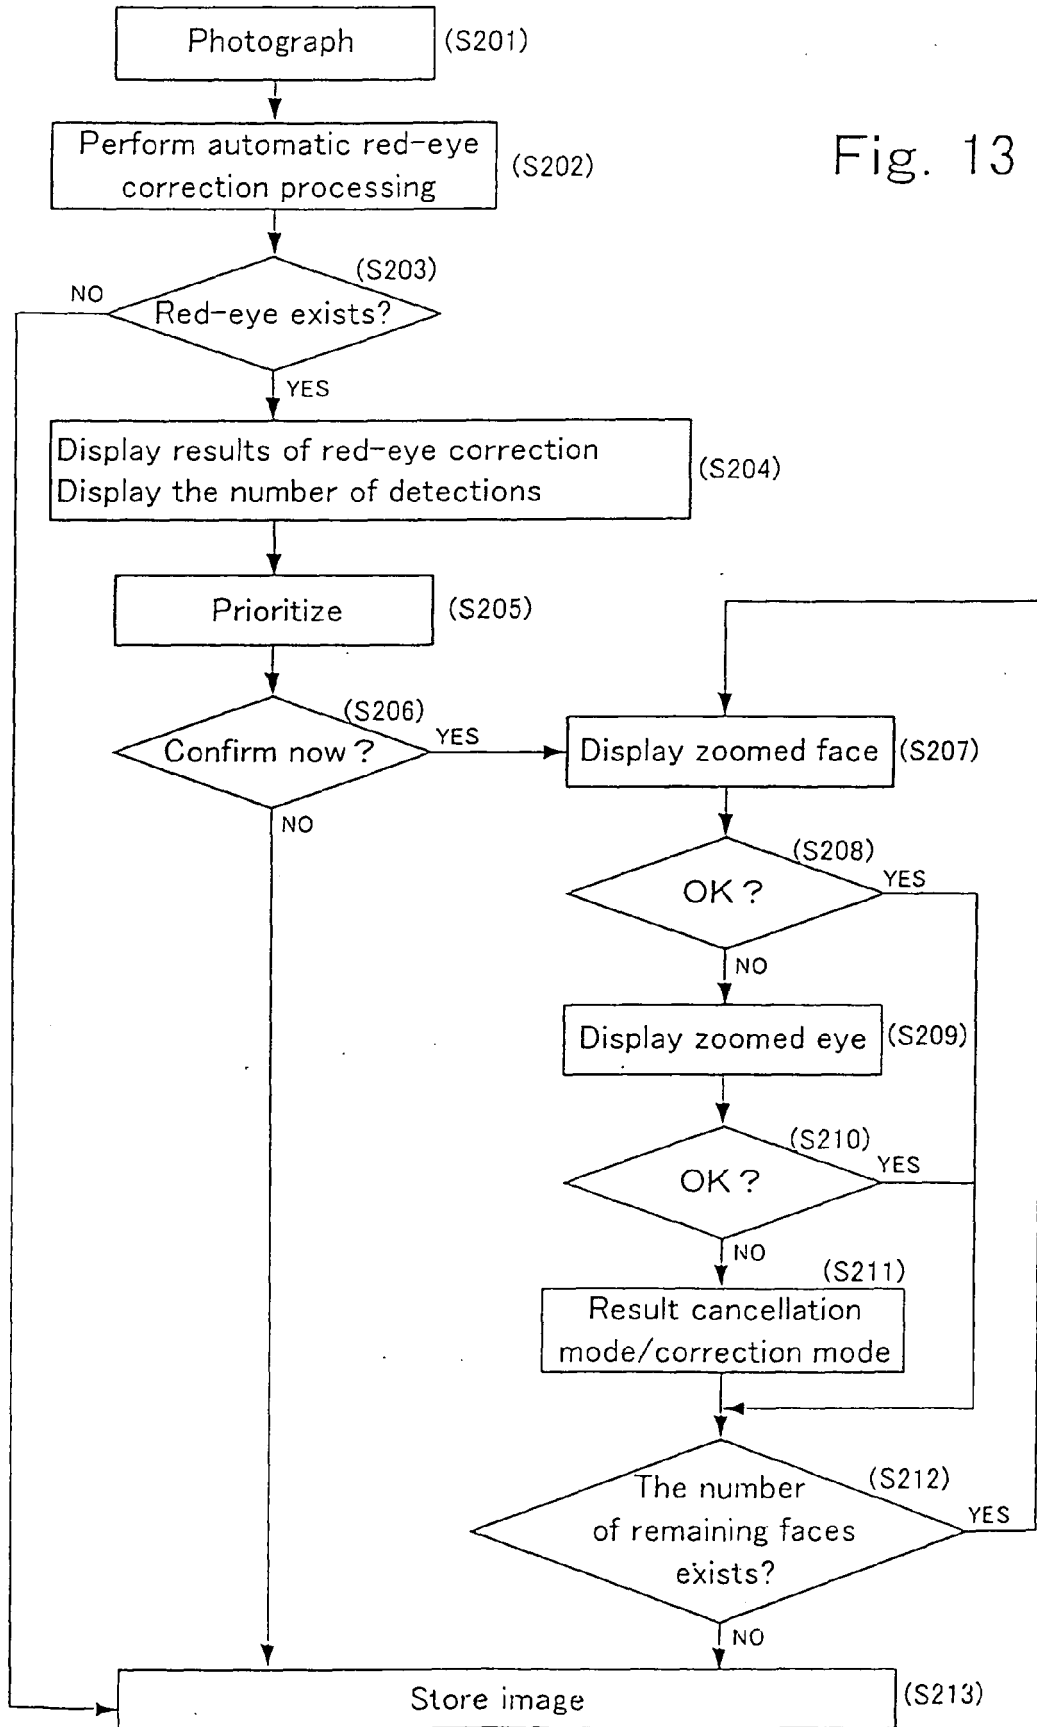 Photograph
(S201)
Perform automatic red-eye
correction processing
(S202)
Fig. 13
(S203)
NO
Red-eye exists?
YES
Display results of red-eye correction
Display the number of detections
(S204)
Prioritize
(S205)
(S206)
Confirm now?
YES
NO
Display zoomed face
(S207)
(S208)
OK?
YES
NO
Display zoomed eye
(S209)
(S210)
OK?
YES
NO
(S211)
Result cancellation
mode/correction mode
(S212)
The number
of remaining faces
exists?
YES
NO
Store image
(S213)